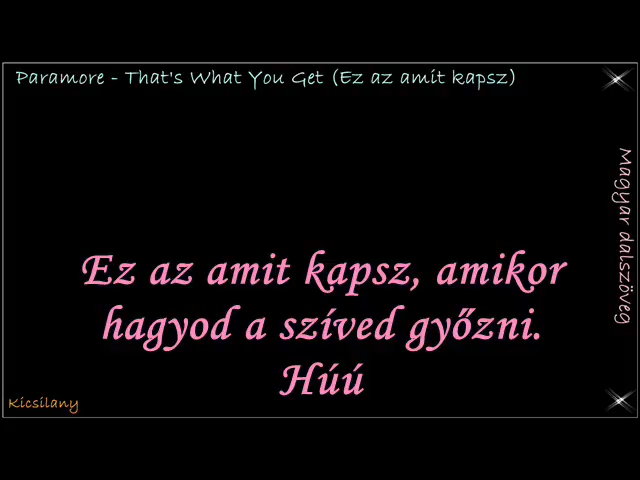 Paramore - That's What You Get (Ez az amit kapsz)
Magyar dalszöveg
Ez az amit kapsz, amikor
hagyod a szíved győzni.
Húú
Kicsilany